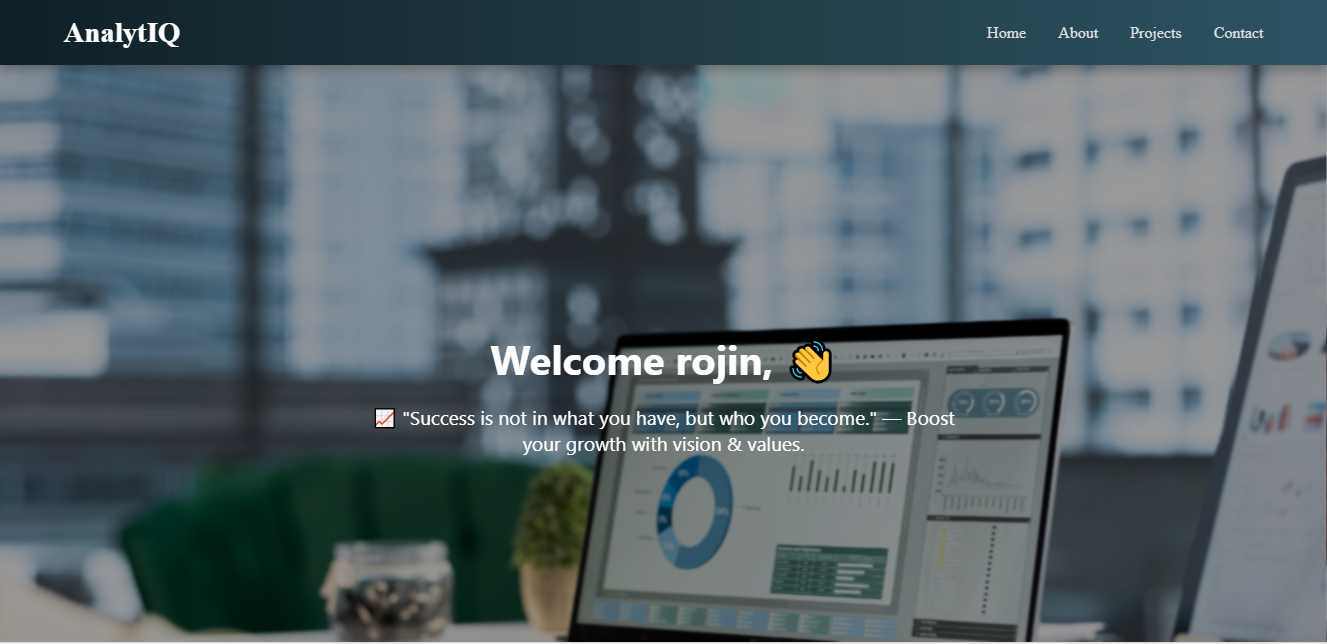 AnalytIQ
Home About Projects Contact
Welcome rojin, 👋
📈 "Success is not in what you have, but who you become." — Boost
your growth with vision & values.